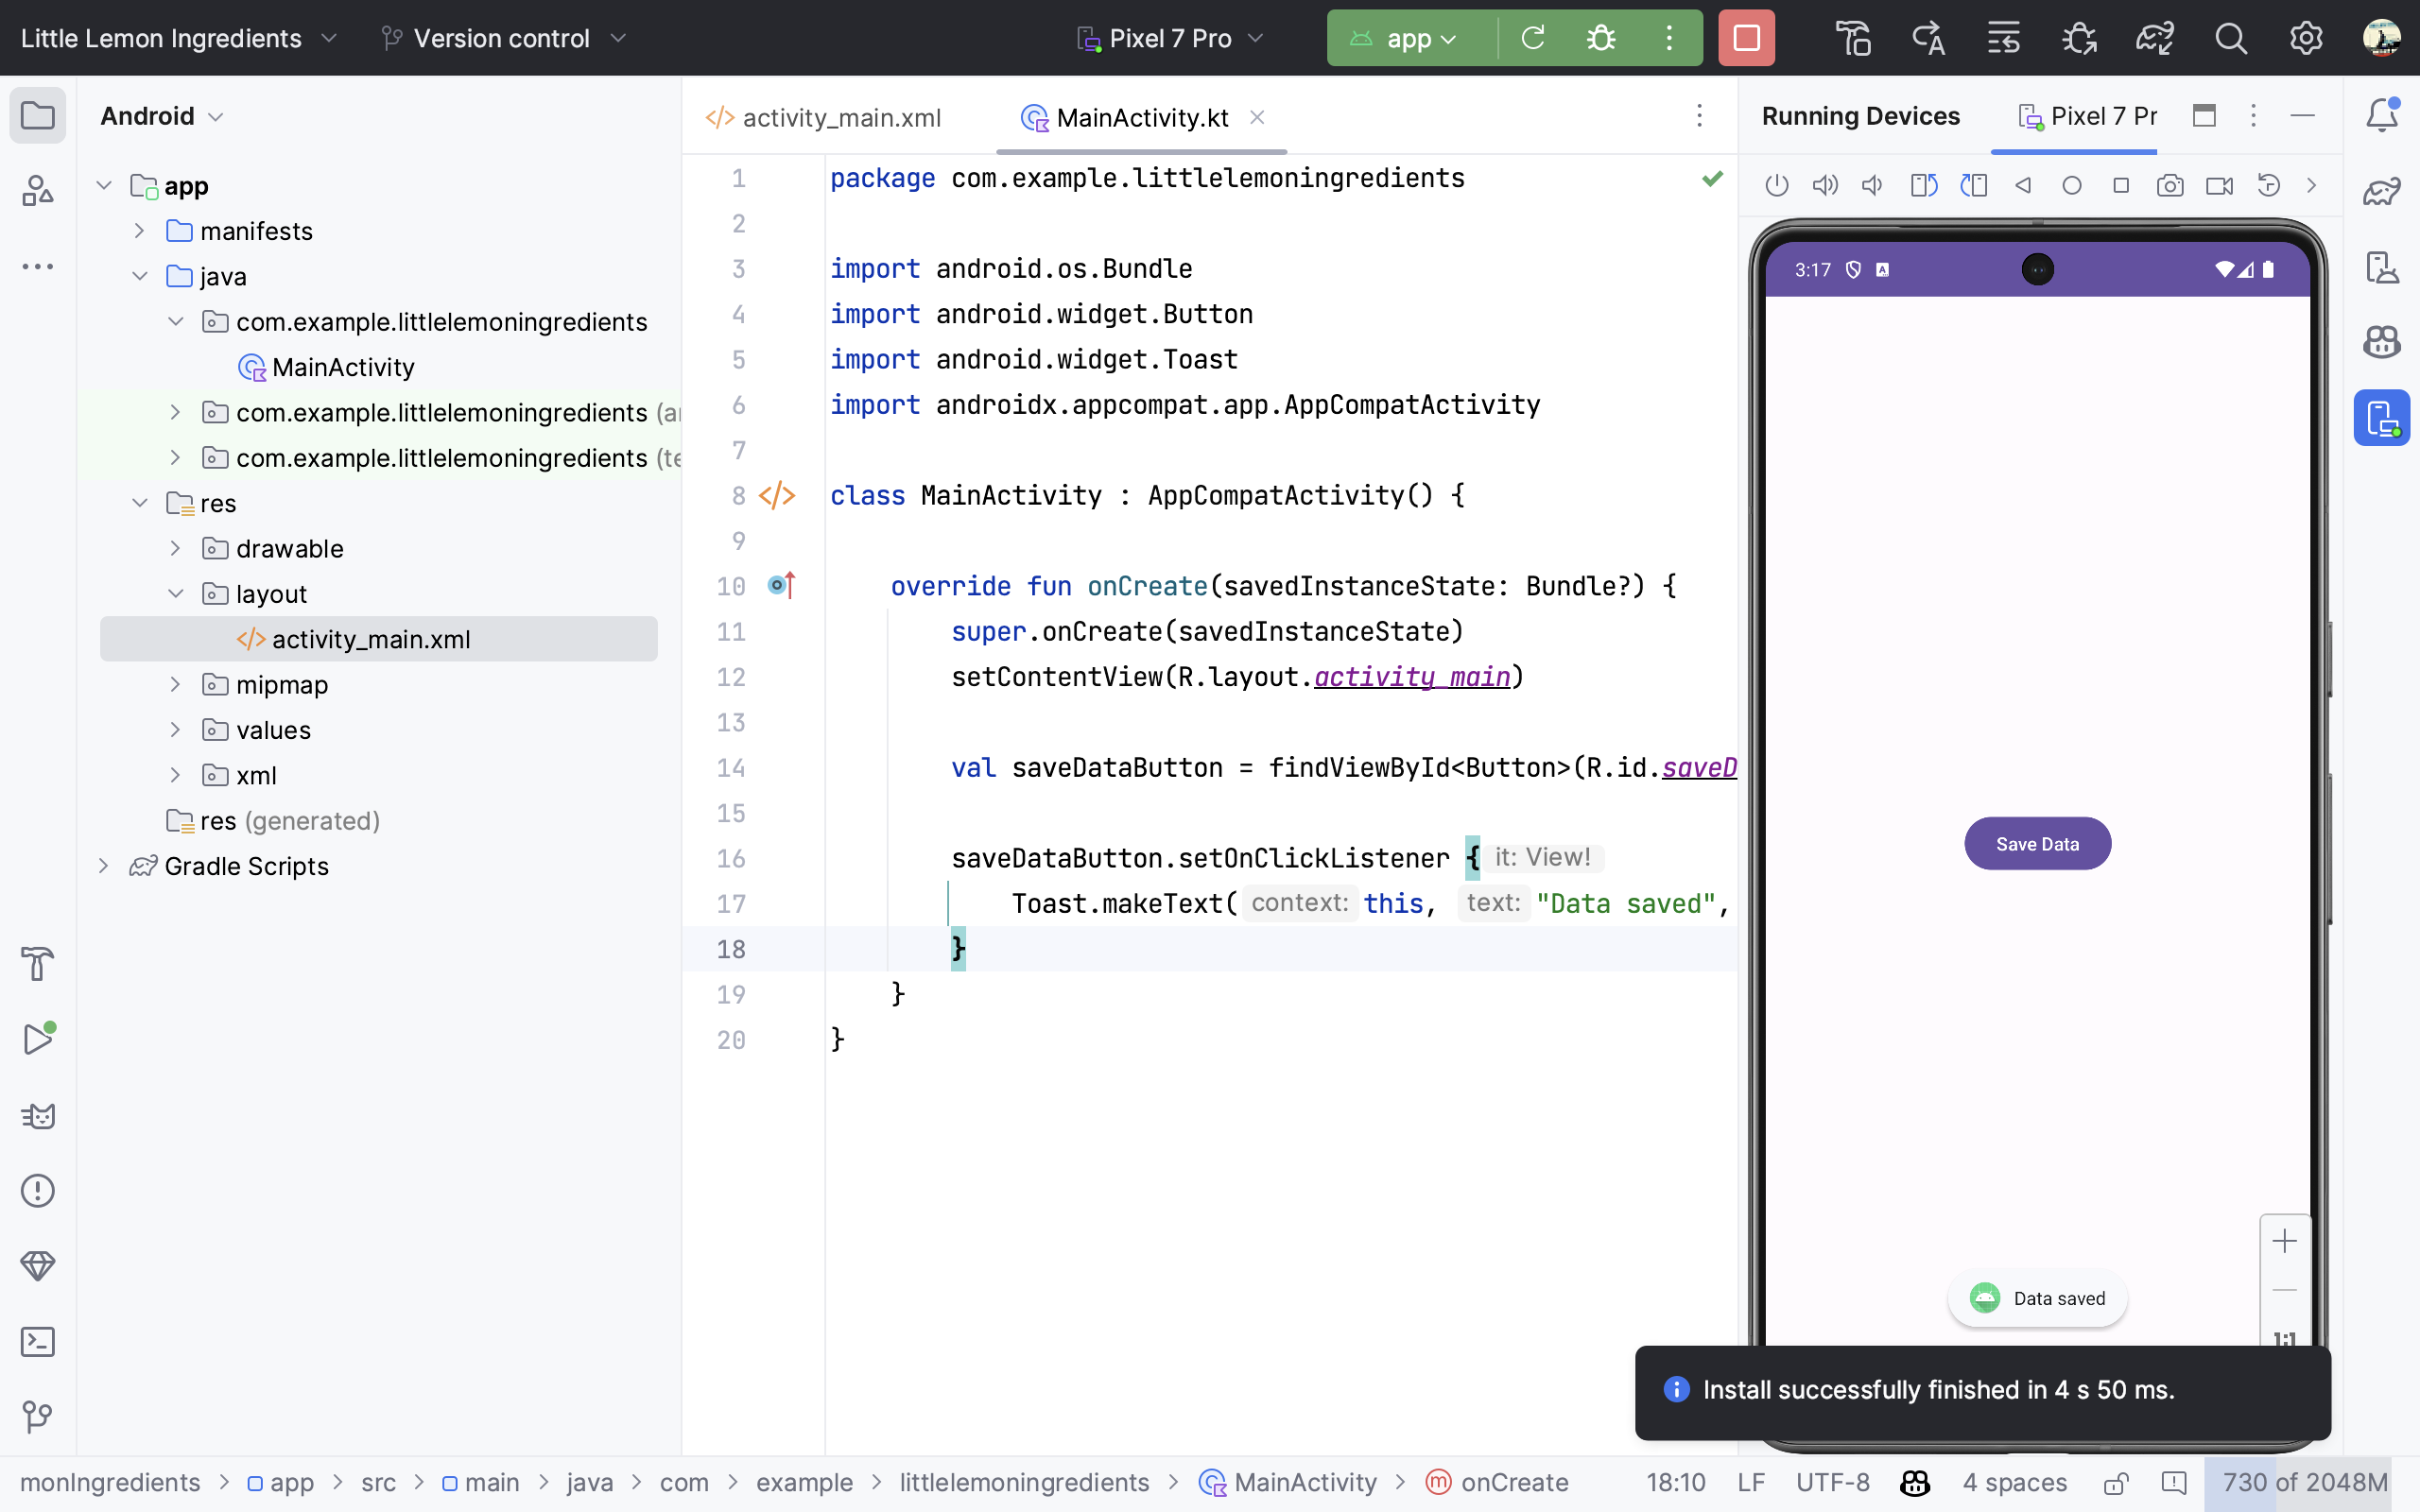 Little Lemon Ingredients
Version control
Pixel 7 Pro
app
Android
app
manifests
java
com.example.littlelemoningredients
MainActivity
com.example.littlelemoningredients (a
com.example.littlelemoningredients (te
res
drawable
layout
activity_main.xml
mipmap
values
xml
res (generated)
Gradle Scripts
activity_main.xml
MainActivity.kt
1 package com.example.littlelemoningredients
2
3 import android.os.Bundle
4 import android.widget.Button
5 import android.widget.Toast
6 import androidx.appcompat.app.AppCompatActivity
7
8 class MainActivity : AppCompatActivity() {
9
10 override fun onCreate(savedInstanceState: Bundle?) {
11 super.onCreate(savedInstanceState)
12 setContentView(R.layout.activity_main)
13
14 val saveDataButton = findViewById<Button>(R.id.saveD
15
16 saveDataButton.setOnClickListener { it: View!
17 Toast.makeText( context: this, text: "Data saved",
18 }
19 }
20 }
Running Devices
Pixel 7 Pr
3:17
Save Data
Data saved
1:1
Install successfully finished in 4 s 50 ms.
monIngredients > app > src > main > java > com > example > littlelemoningredients > MainActivity > onCreate
18:10
LF
UTF-8
4 spaces
730 of 2048M